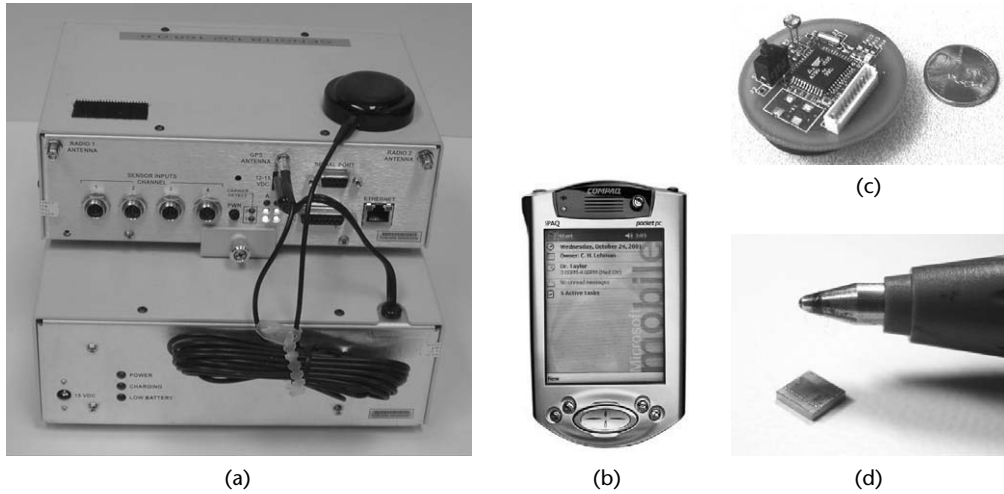 RADIO 1
ANTENNA
GPS
ANTENNA
RADIO 2
ANTENNA
SERIAL PORT
SENSOR INPUTS
CHANNEL
1 2 3 4
CARRIER
DETECT
12-15
VDC
PWR
A
ETHERNET
POWER
CHARGING
LOW BATTERY
15 VDC
(a)
COMPAQ
iPAQ pocket pc
Start
Wednesday, October 24, 2001
Owner: C. M. Lehman
Dr. Taylor
No unread messages
5 Active tasks
Microsoft
mobile
New
(b)
(c)
(d)